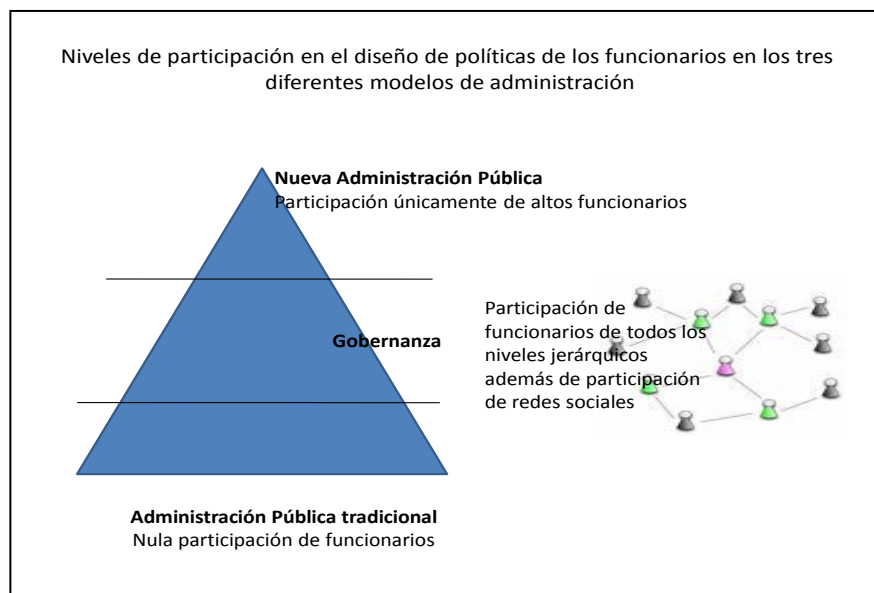 Niveles de participación en el diseño de políticas de los funcionarios en los tres
diferentes modelos de administración
Nueva Administración Pública
Participación únicamente de altos funcionarios
Gobernanza
Participación de
funcionarios de todos los
niveles jerárquicos
además de participación
de redes sociales
Administración Pública tradicional
Nula participación de funcionarios